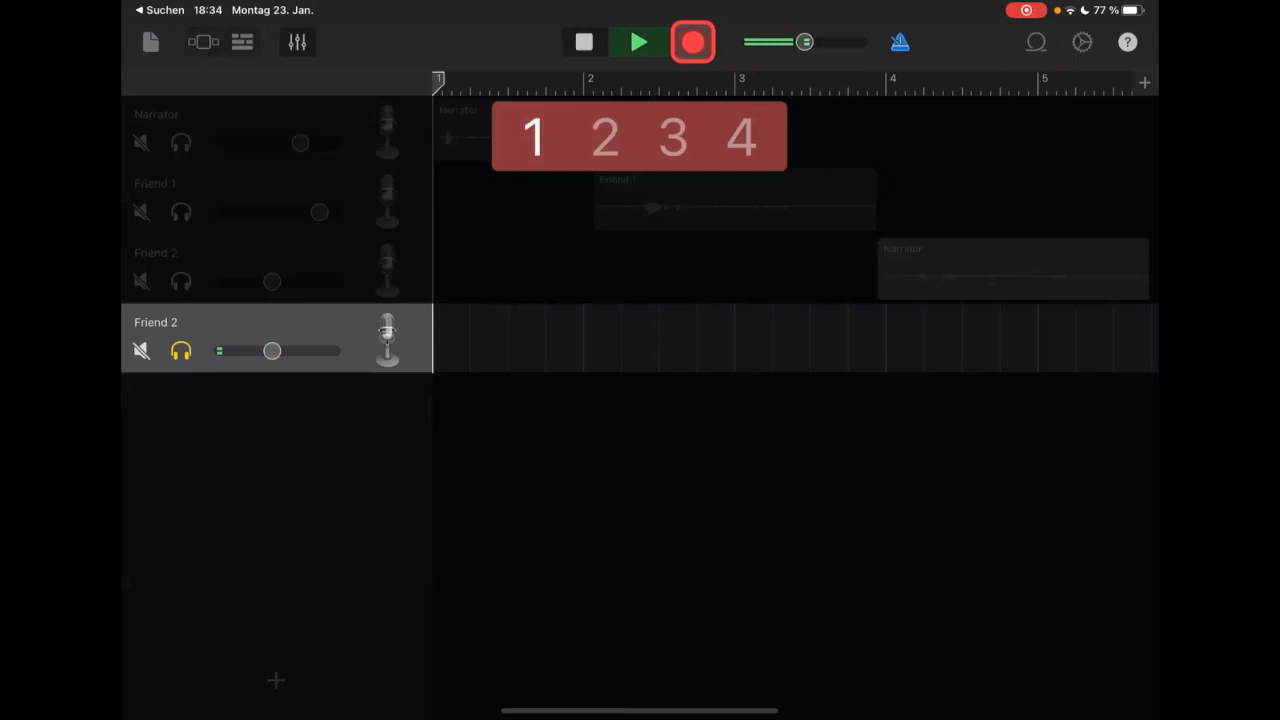 ◀ Suchen 18:34 Montag 23. Jan. 77 %
?
1 2 3 4 5
Narrator
Narrator
1 2 3 4
Friend 1
Friend 1
Friend 2
Narrator
Friend 2